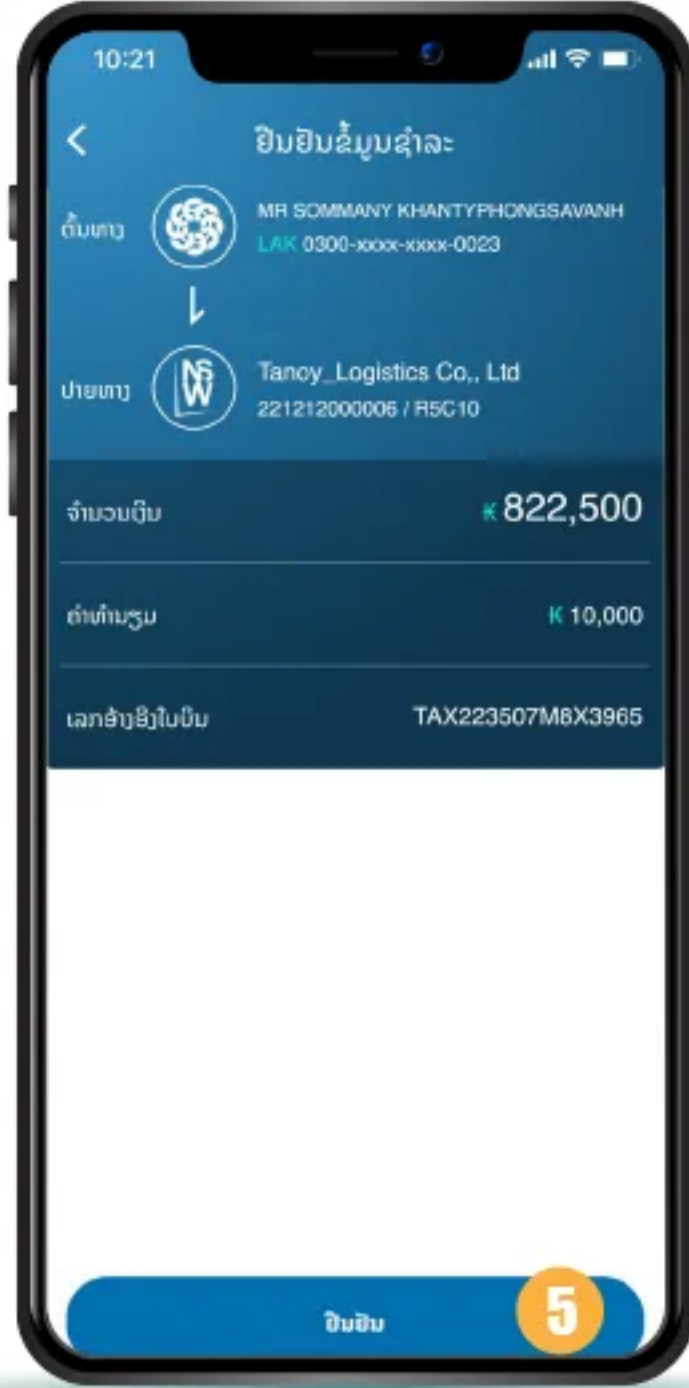 10:21
ຢືນຢັນຂໍ້ມູນຊຳລະ
ຕົ້ນທາງ
MR SOMMANY KHANTYPHONGSAVANH
LAK 0300-xxxx-xxxx-0023
ປາຍທາງ
NSW
Tanoy_Logistics Co,, Ltd
221212000006 / R5C10
ຈຳນວນເງິນ ₭ 822,500
ຄ່າທຳນຽມ K 10,000
ເລກອ້າງອີງໃບບິນ TAX223507M8X3965
ຢືນຢັນ 5